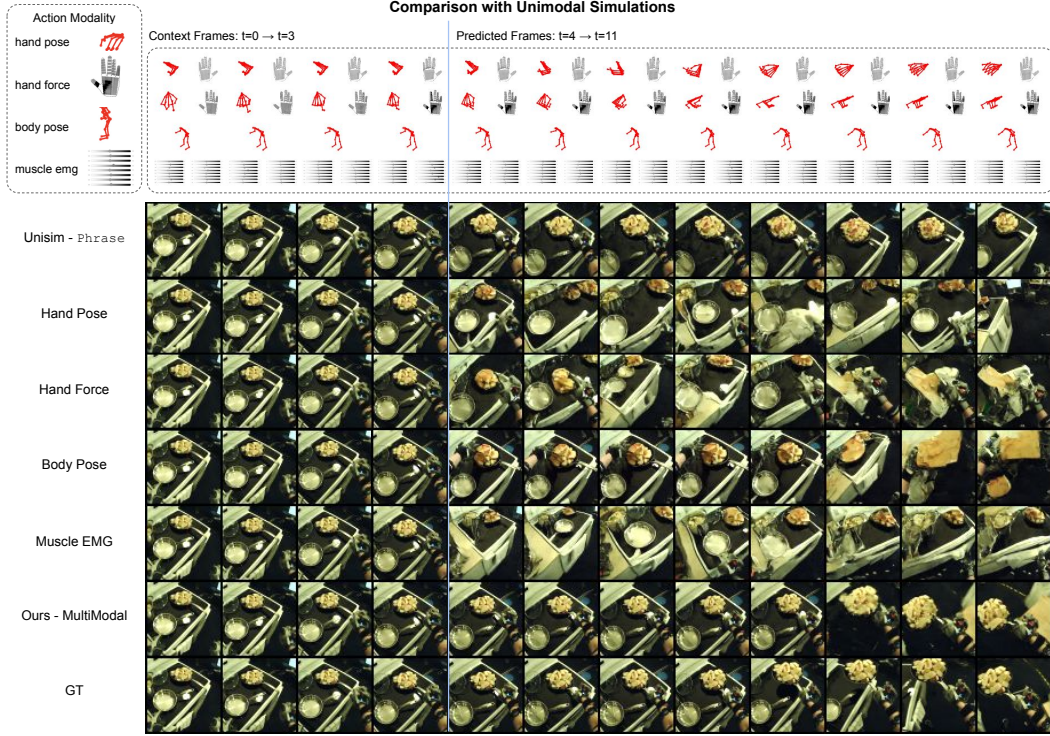 Comparison with Unimodal Simulations
Action Modality
hand pose
hand force
body pose
muscle emg
Context Frames: t=0 → t=3
Predicted Frames: t=4 → t=11
Unisim - Phrase
Hand Pose
Hand Force
Body Pose
Muscle EMG
Ours - MultiModal
GT